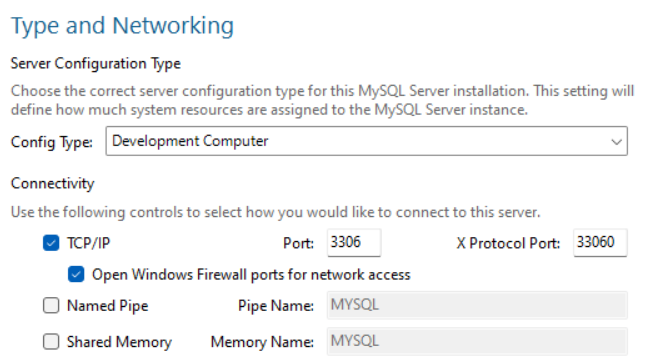 Type and Networking
Server Configuration Type
Choose the correct server configuration type for this MySQL Server installation. This setting will
define how much system resources are assigned to the MySQL Server instance.
Config Type: Development Computer
Connectivity
Use the following controls to select how you would like to connect to this server.
TCP/IP Port: 3306 X Protocol Port: 33060
Open Windows Firewall ports for network access
Named Pipe Pipe Name: MYSQL
Shared Memory Memory Name: MYSQL